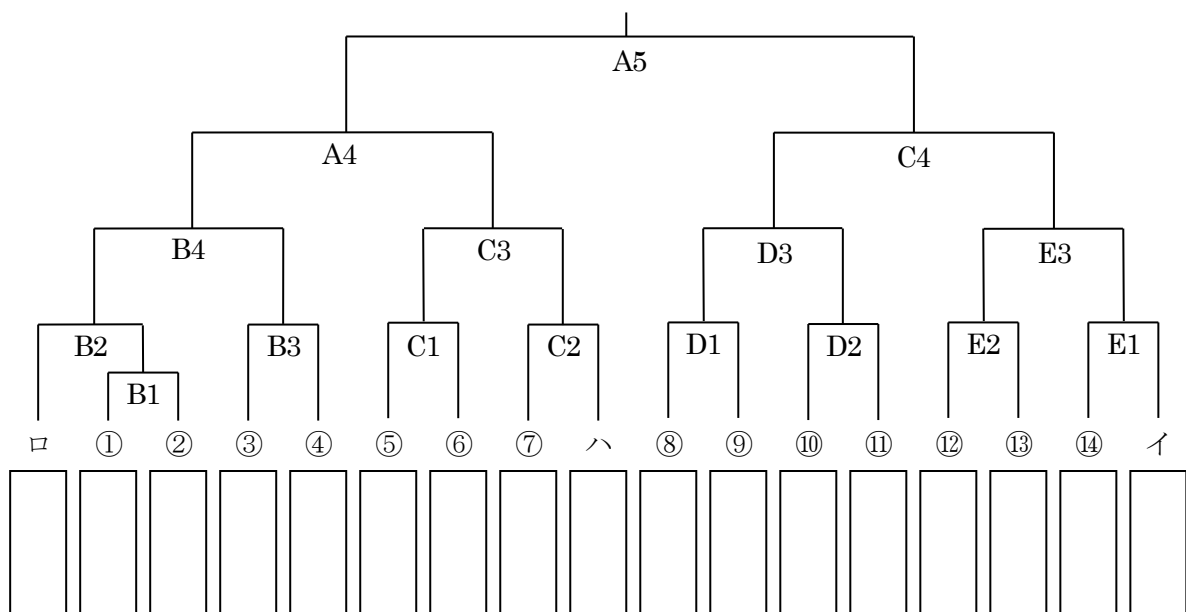 A5
A4 C4
B4 C3 D3 E3
B2 B3 C1 C2 D1 D2 E2 E1
B1
ロ ① ② ③ ④ ⑤ ⑥ ⑦ ハ ⑧ ⑨ ⑩ ⑪ ⑫ ⑬ ⑭ イ